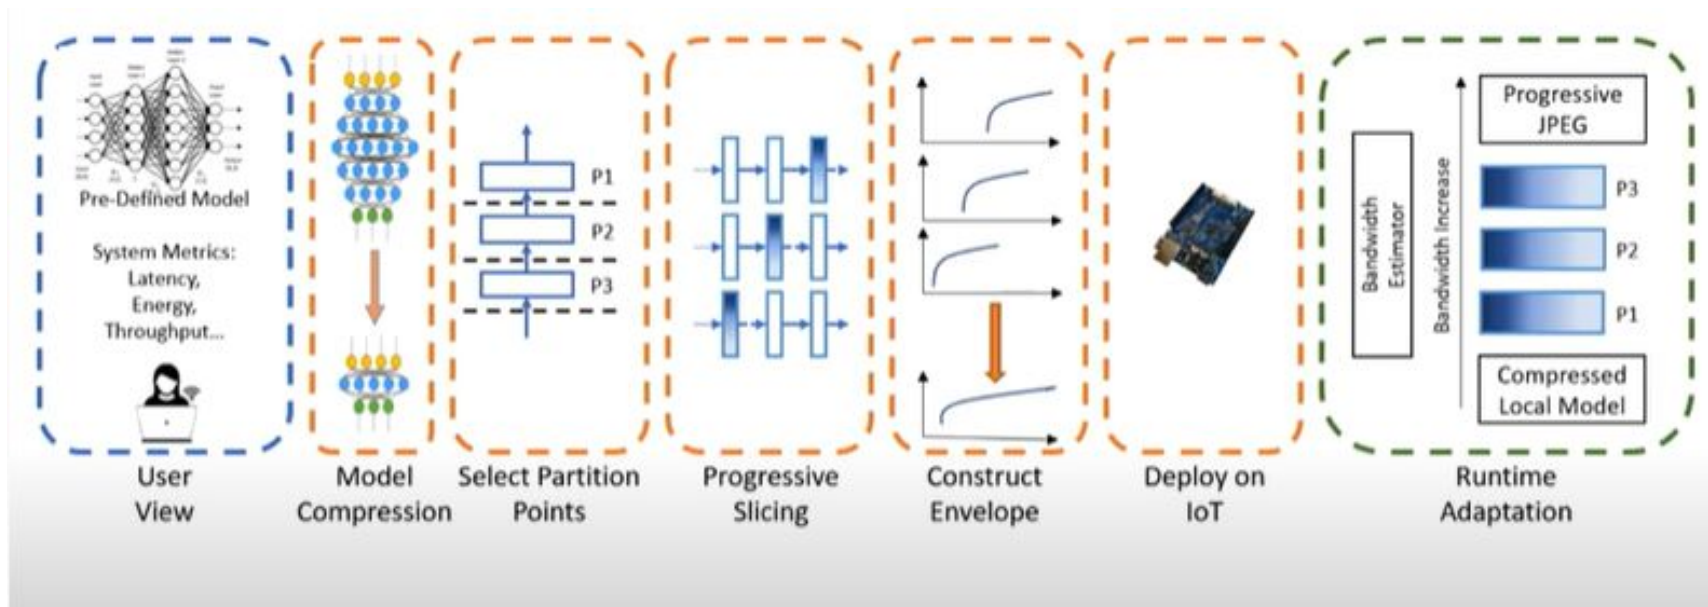 Pre-Defined Model
System Metrics:
Latency,
Energy,
Throughput...
User
View
Model
Compression
P1
P2
P3
Select Partition
Points
Progressive
Slicing
Construct
Envelope
Deploy on
IoT
Bandwidth
Estimator
Bandwidth Increase
Progressive
JPEG
P3
P2
P1
Compressed
Local Model
Runtime
Adaptation